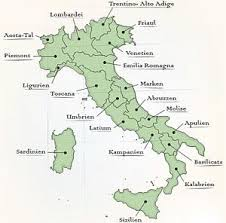 Trentino- Alto Adige
Lombardei
Friaul
Aosta-Tal
Venetien
Piemont
Emilia Romagna
Ligurien
Marken
Toscana
Abruzzen
Molise
Umbrien
Apulien
Latium
Sardinien
Kampanien
Basilicata
Kalabrien
Sizilien